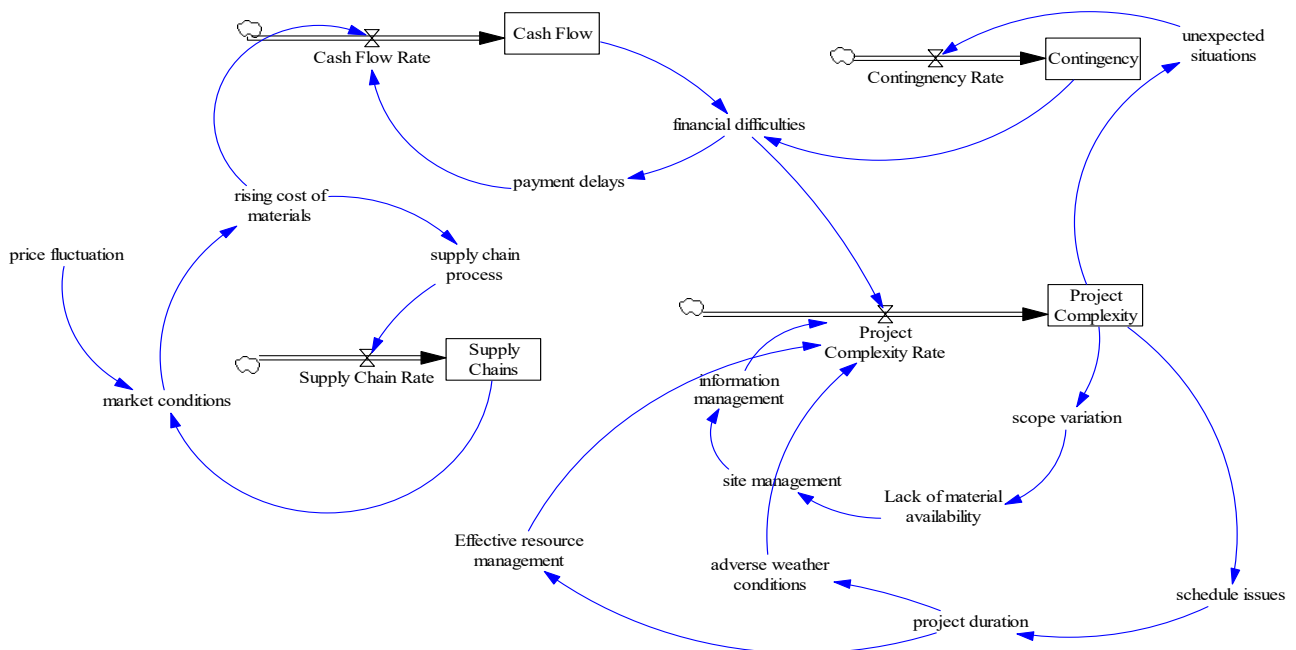 Cash Flow
Cash Flow Rate
unexpected
situations
Contingency
Contingnency Rate
financial difficulties
payment delays
rising cost of
materials
price fluctuation
supply chain
process
Project
Complexity
Project
Complexity Rate
Supply
Chains
Supply Chain Rate
information
management
market conditions
scope variation
site management
Lack of material
availability
Effective resource
management
adverse weather
conditions
schedule issues
project duration